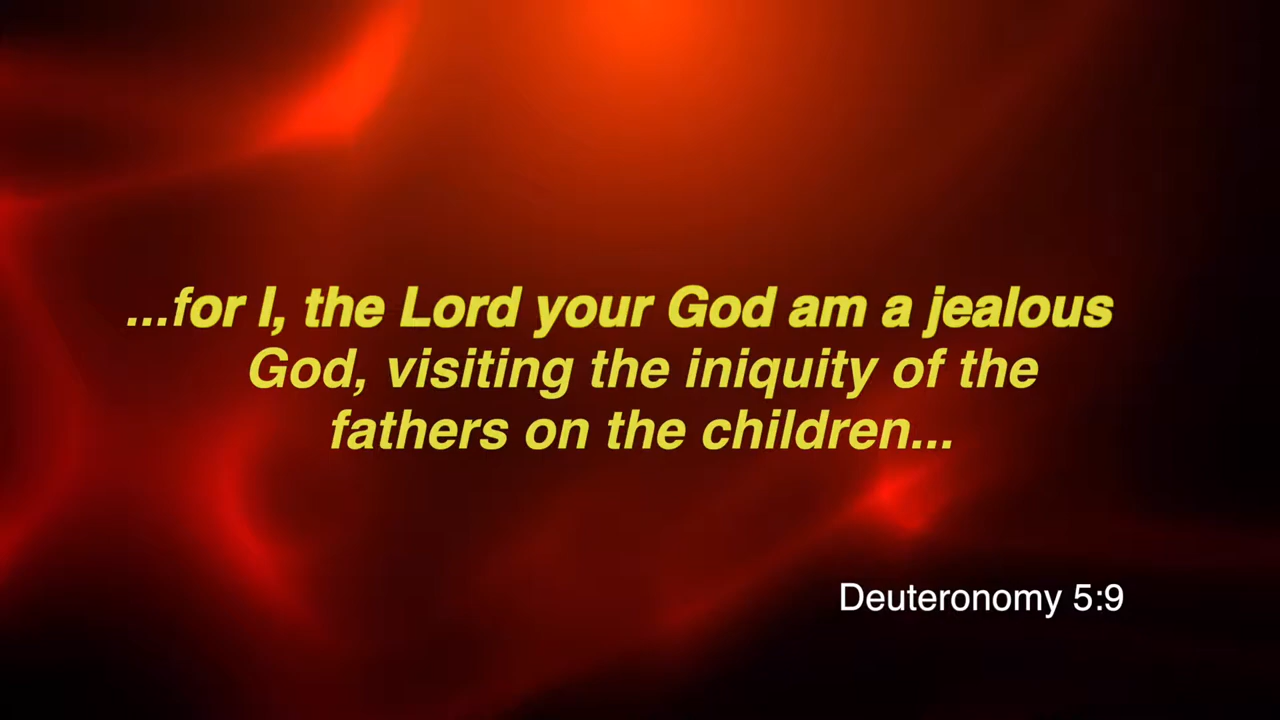 ...for I, the Lord your God am a jealous
God, visiting the iniquity of the
fathers on the children...
Deuteronomy 5:9